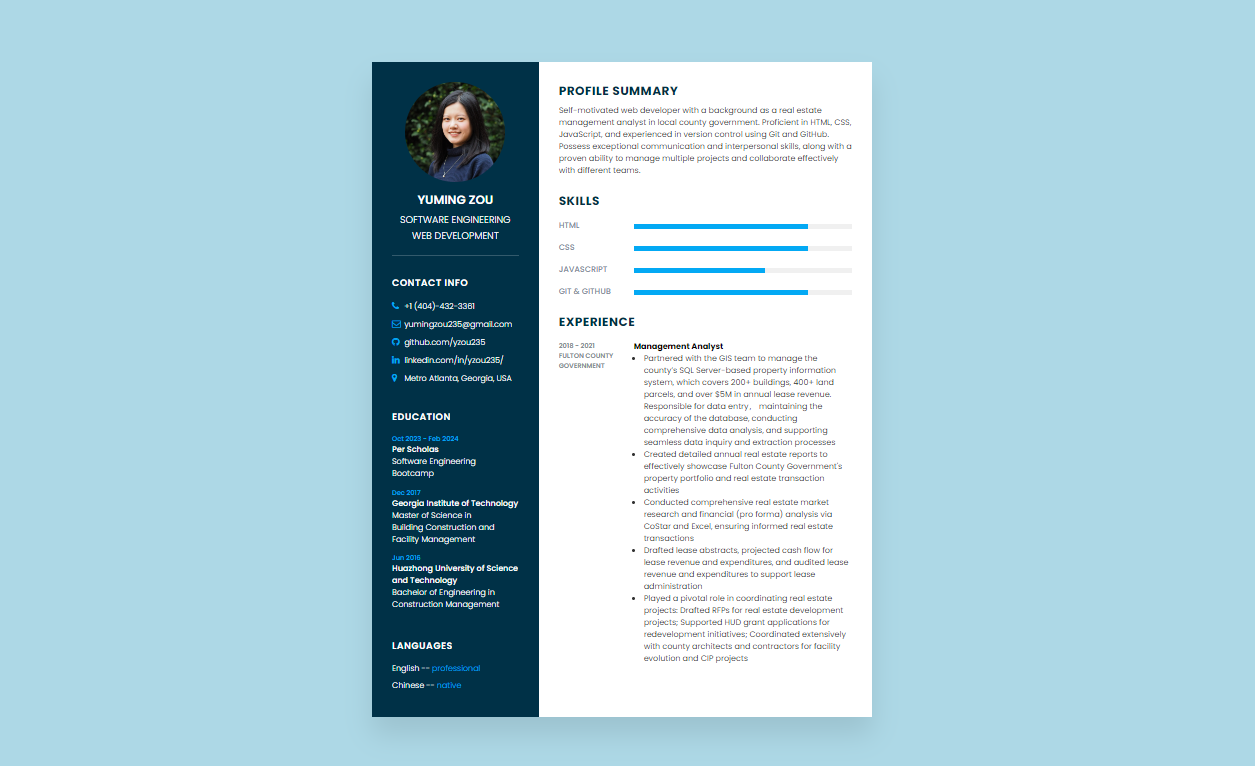 YUMING ZOU
SOFTWARE ENGINEERING
WEB DEVELOPMENT
CONTACT INFO
+1 (404)-432-3361
yumingzou235@gmail.com
github.com/yzou235
linkedin.com/in/yzou235/
Metro Atlanta, Georgia, USA
EDUCATION
Oct 2023 - Feb 2024
Per Scholas
Software Engineering
Bootcamp
Dec 2017
Georgia Institute of Technology
Master of Science in
Building Construction and
Facility Management
Jun 2016
Huazhong University of Science
and Technology
Bachelor of Engineering in
Construction Management
LANGUAGES
English -- professional
Chinese -- native
PROFILE SUMMARY
Self-motivated web developer with a background as a real estate
management analyst in local county government. Proficient in HTML, CSS,
JavaScript, and experienced in version control using Git and GitHub.
Possess exceptional communication and interpersonal skills, along with a
proven ability to manage multiple projects and collaborate effectively
with different teams.
SKILLS
HTML
CSS
JAVASCRIPT
GIT & GITHUB
EXPERIENCE
2018 - 2021
FULTON COUNTY
GOVERNMENT
Management Analyst
• Partnered with the GIS team to manage the
county's SQL Server-based property information
system, which covers 200+ buildings, 400+ land
parcels, and over $5M in annual lease revenue.
Responsible for data entry， maintaining the
accuracy of the database, conducting
comprehensive data analysis, and supporting
seamless data inquiry and extraction processes
• Created detailed annual real estate reports to
effectively showcase Fulton County Government's
property portfolio and real estate transaction
activities
• Conducted comprehensive real estate market
research and financial (pro forma) analysis via
CoStar and Excel, ensuring informed real estate
transactions
• Drafted lease abstracts, projected cash flow for
lease revenue and expenditures, and audited lease
revenue and expenditures to support lease
administration
• Played a pivotal role in coordinating real estate
projects: Drafted RFPs for real estate development
projects; Supported HUD grant applications for
redevelopment initiatives; Coordinated extensively
with county architects and contractors for facility
evolution and CIP projects